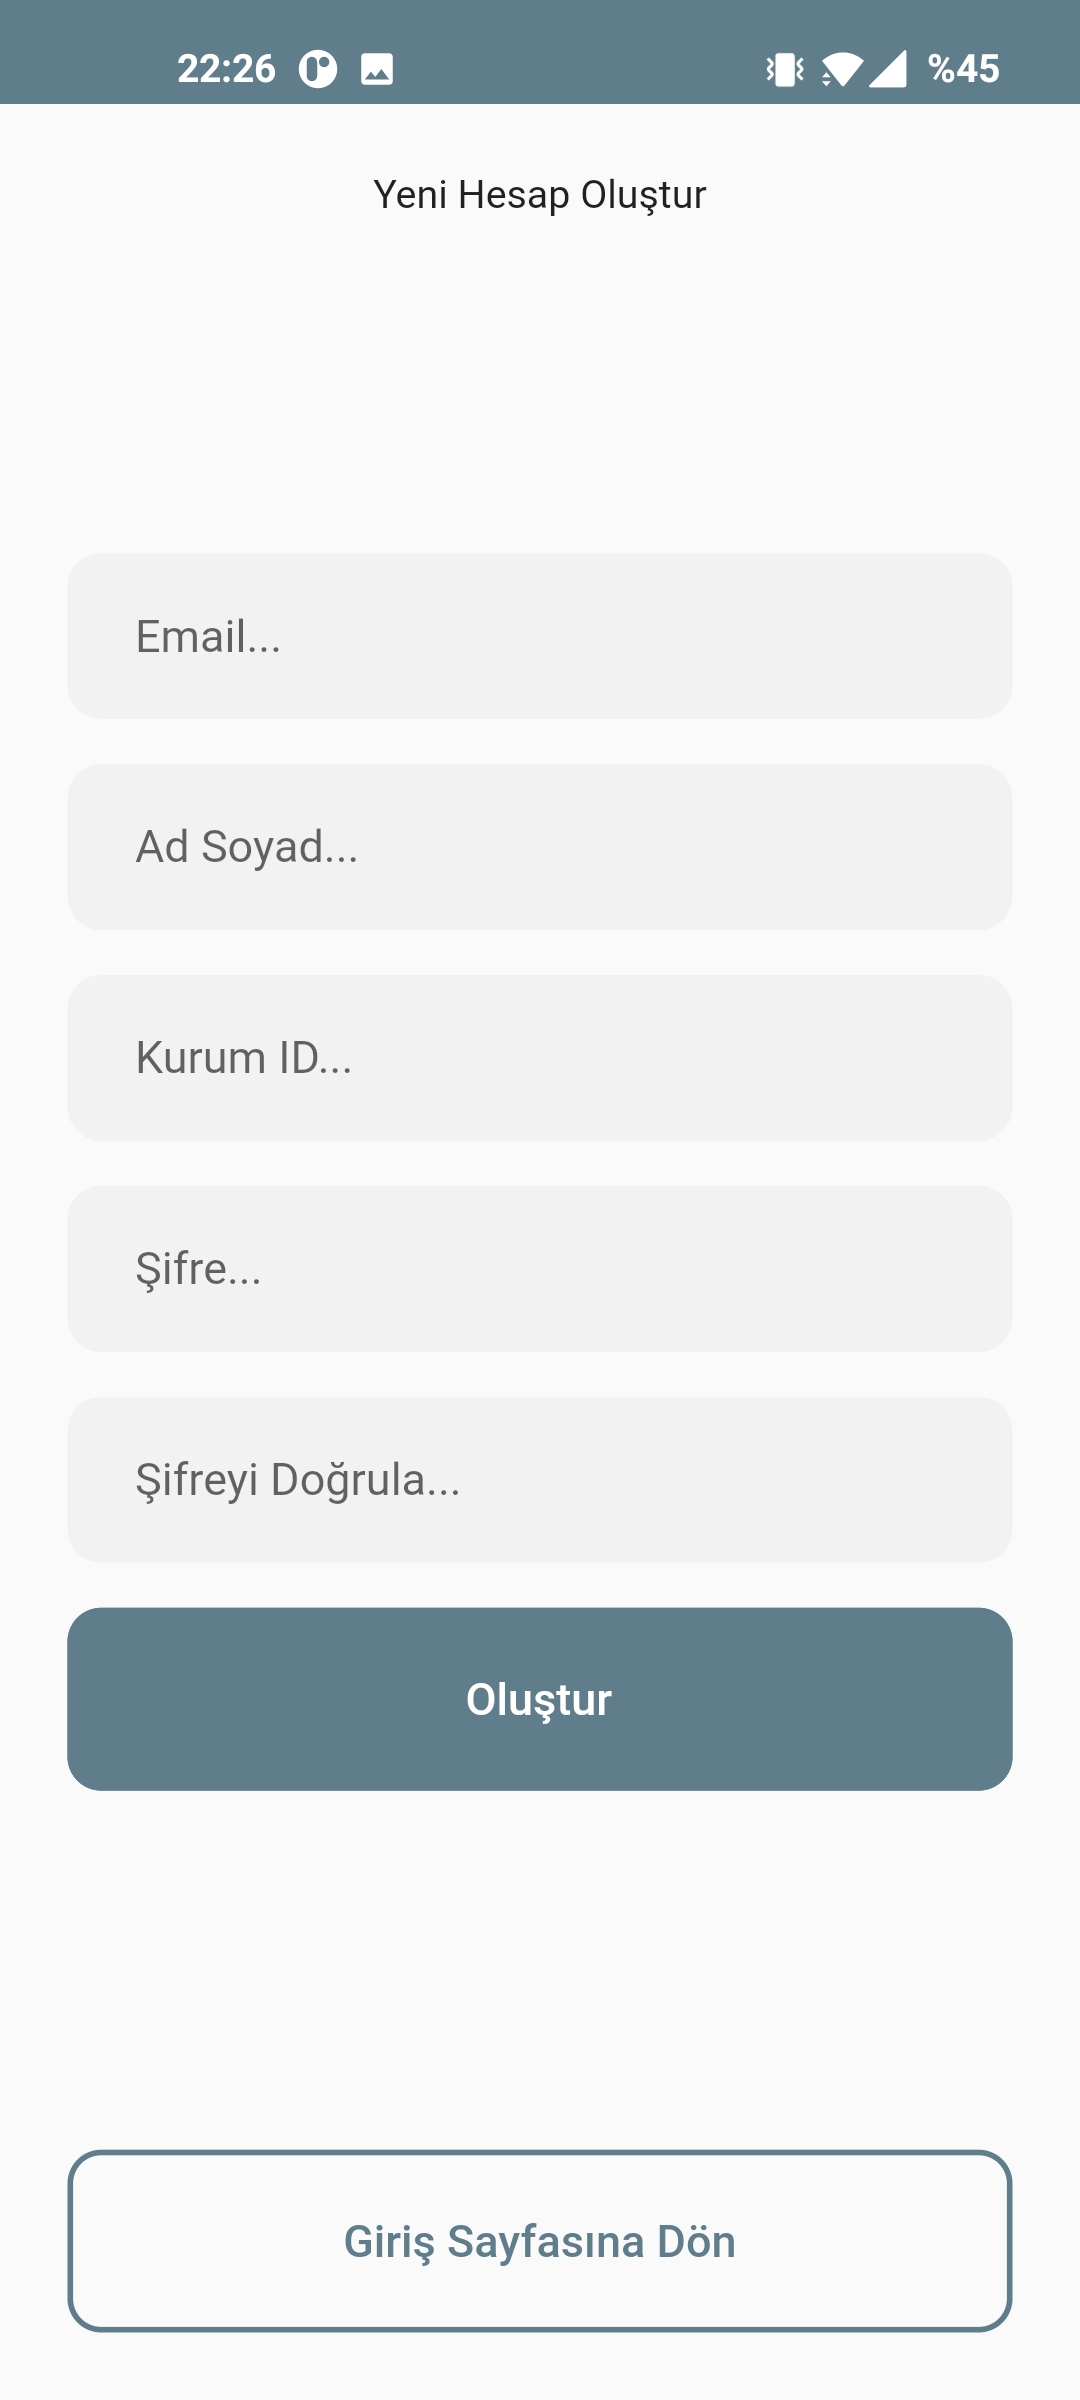 22:26 %45
Yeni Hesap Oluştur
Email...
Ad Soyad...
Kurum ID...
Şifre...
Şifreyi Doğrula...
Oluştur
Giriş Sayfasına Dön